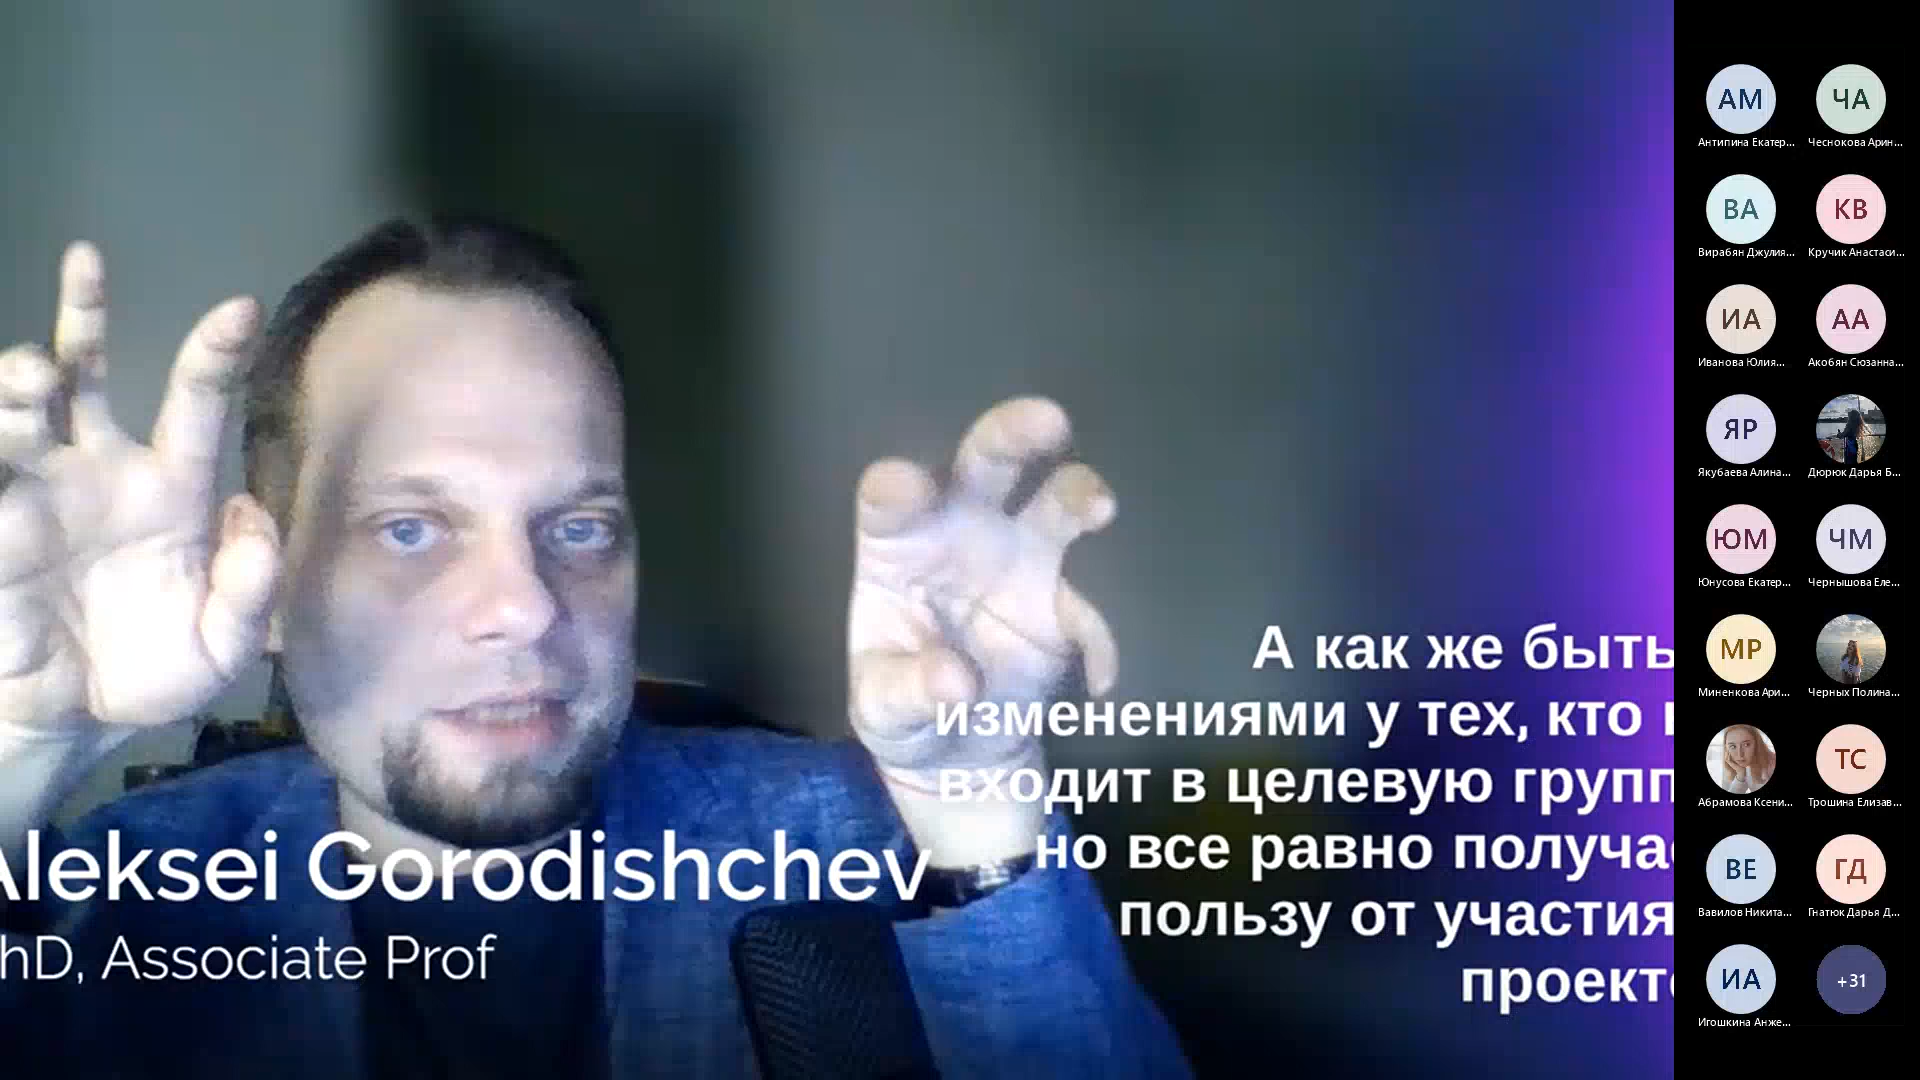 А как же быть
изменениями у тех, кто
входит в целевую групп
но все равно получа
пользу от участия
проект
Aleksei Gorodishchev
hD, Associate Prof
АМ
Антипина Екатер...
ЧА
Чеснокова Арин...
ВА
Вирабян Джулия...
КВ
Кручик Анастаси...
ИА
Иванова Юлия...
АА
Акобян Сюзанна...
ЯР
Якубаева Алина...
Дюрюк Дарья Б...
ЮМ
Юнусова Екатер...
ЧМ
Чернышова Еле...
МР
Миненкова Ари...
Черных Полина...
Абрамова Ксени...
ТС
Трошина Елизав...
ВЕ
Вавилов Никита...
ГД
Гнатюк Дарья Д...
ИА
Игошкина Анже...
+31